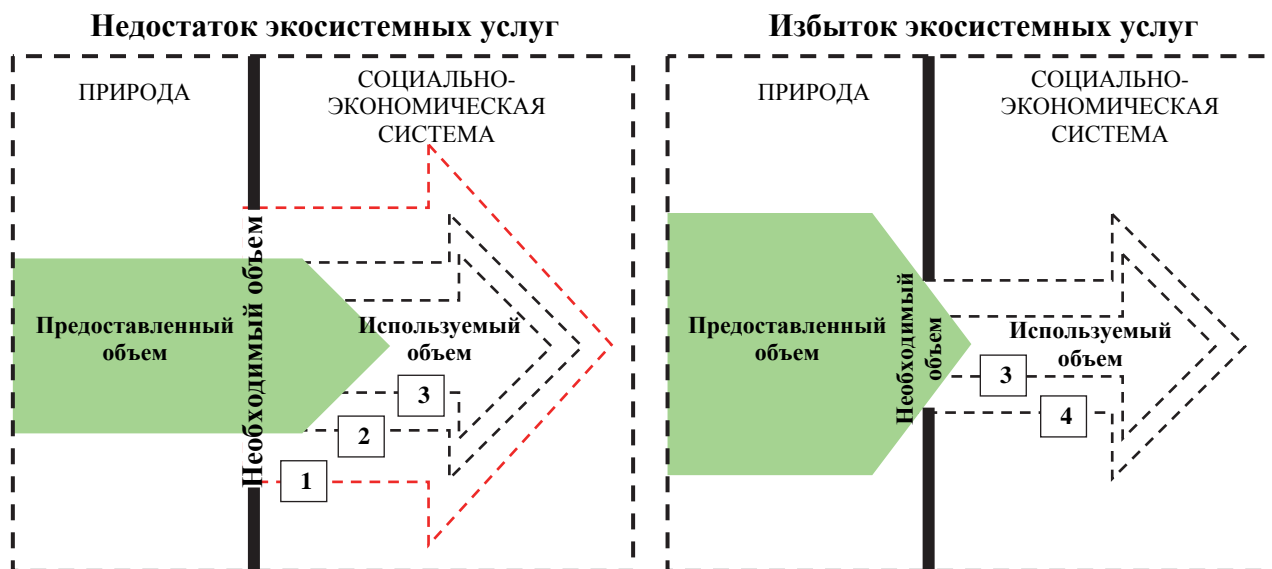 Недостаток экосистемных услуг
ПРИРОДА
СОЦИАЛЬНО-
ЭКОНОМИЧЕСКАЯ
СИСТЕМА
Предоставленный
объем
Необходимый объем
Используемый
объем
3
2
1
Избыток экосистемных услуг
ПРИРОДА
СОЦИАЛЬНО-
ЭКОНОМИЧЕСКАЯ
СИСТЕМА
Предоставленный
объем
Необходимый
объем
Используемый
объем
3
4